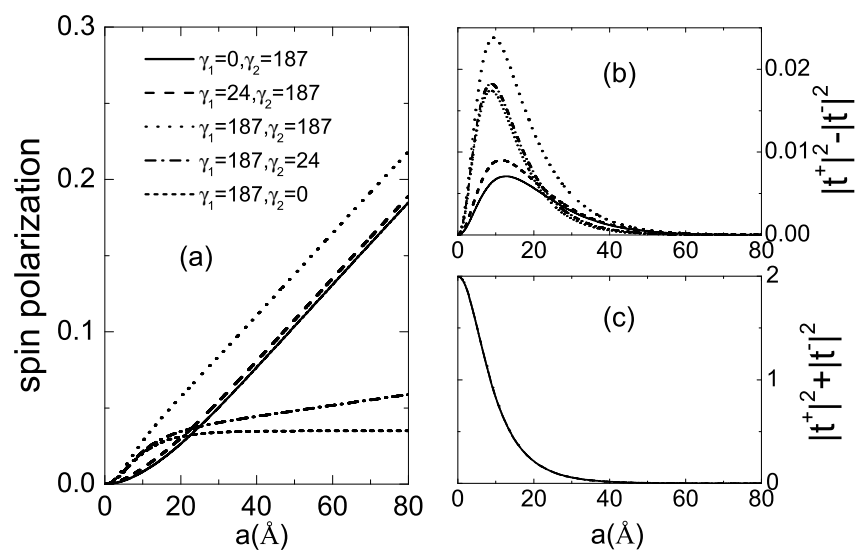 spin polarization
0.3
0.2
0.1
0.0
γ₁=0,γ₂=187
γ₁=24,γ₂=187
γ₁=187,γ₂=187
γ₁=187,γ₂=24
γ₁=187,γ₂=0
(a)
0 20 40 60 80
a(Å)
(b)
0.02
0.01
0.00
|t⁺|²-|t⁻|²
0 20 40 60 80
(c)
2
1
0
|t⁺|²+|t⁻|²
0 20 40 60 80
a(Å)